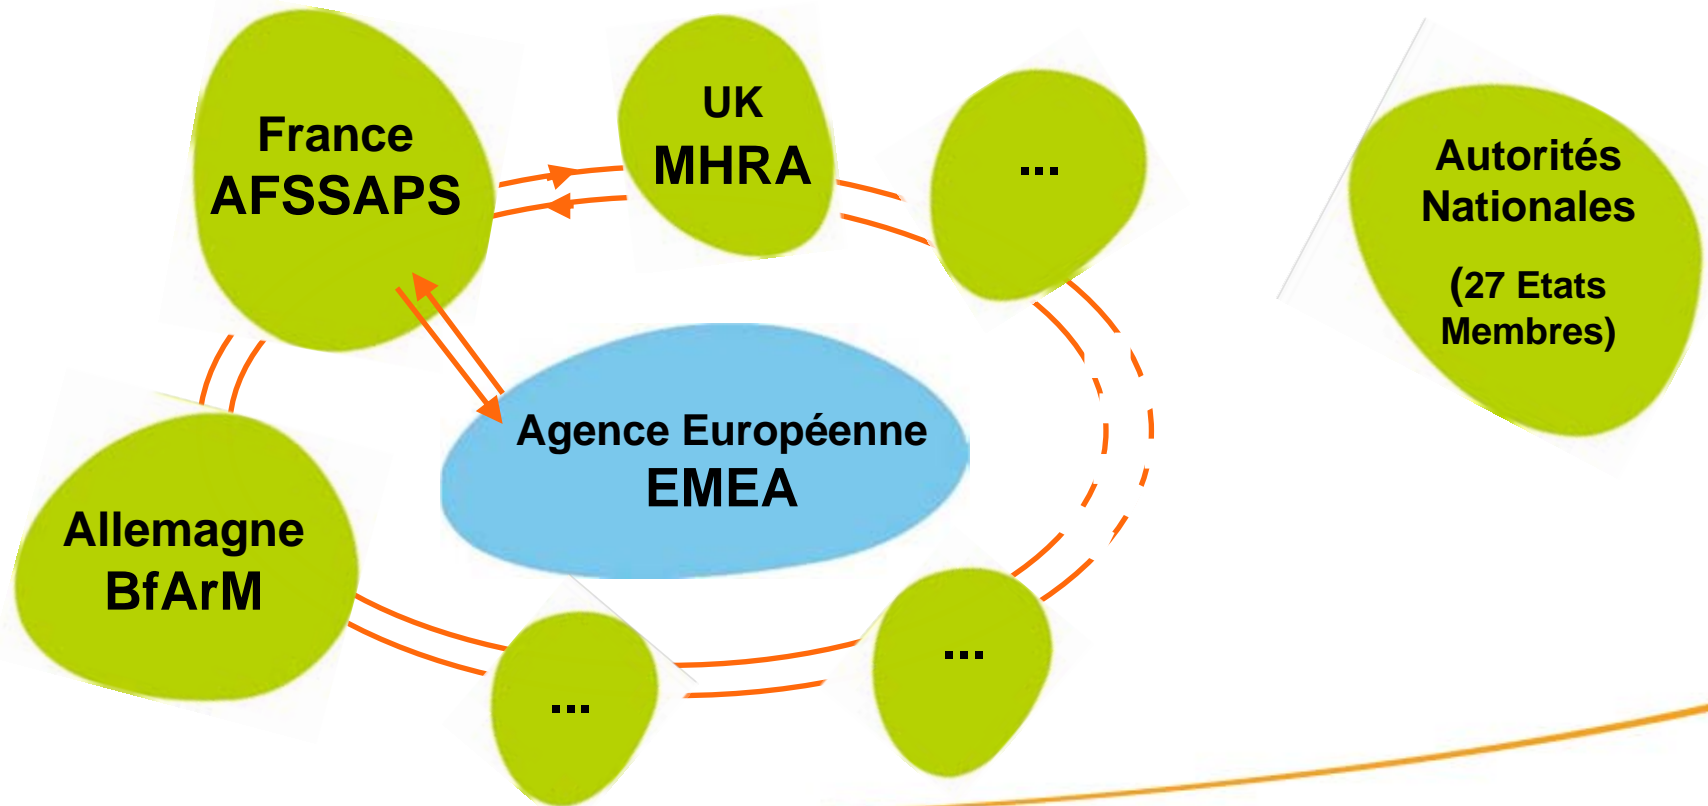 France
AFSSAPS
UK
MHRA
...
Autorités
Nationales
(27 Etats
Membres)
Agence Européenne
EMEA
Allemagne
BfArM
...
...